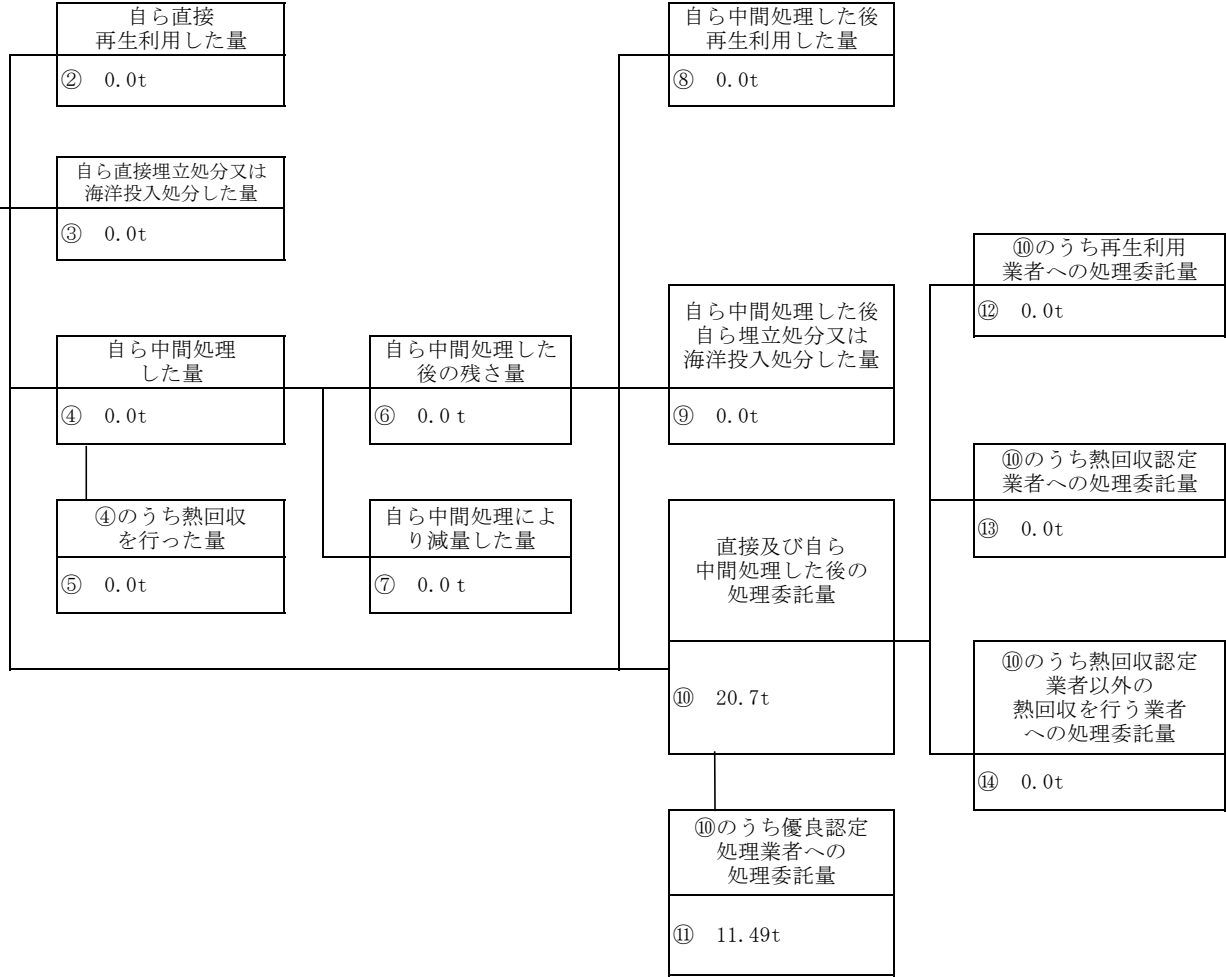 自ら直接
再生利用した量
② 0.0t
自ら直接埋立処分又は
海洋投入処分した量
③ 0.0t
自ら中間処理
した量
④ 0.0t
④のうち熱回収
を行った量
⑤ 0.0t
自ら中間処理した
後の残さ量
⑥ 0.0 t
自ら中間処理によ
り減量した量
⑦ 0.0 t
自ら中間処理した後
再生利用した量
⑧ 0.0t
自ら中間処理した後
自ら埋立処分又は
海洋投入処分した量
⑨ 0.0t
直接及び自ら
中間処理した後の
処理委託量
⑩ 20.7t
⑩のうち優良認定
処理業者への
処理委託量
⑪ 11.49t
⑩のうち再生利用
業者への処理委託量
⑫ 0.0t
⑩のうち熱回収認定
業者への処理委託量
⑬ 0.0t
⑩のうち熱回収認定
業者以外の
熱回収を行う業者
への処理委託量
⑭ 0.0t